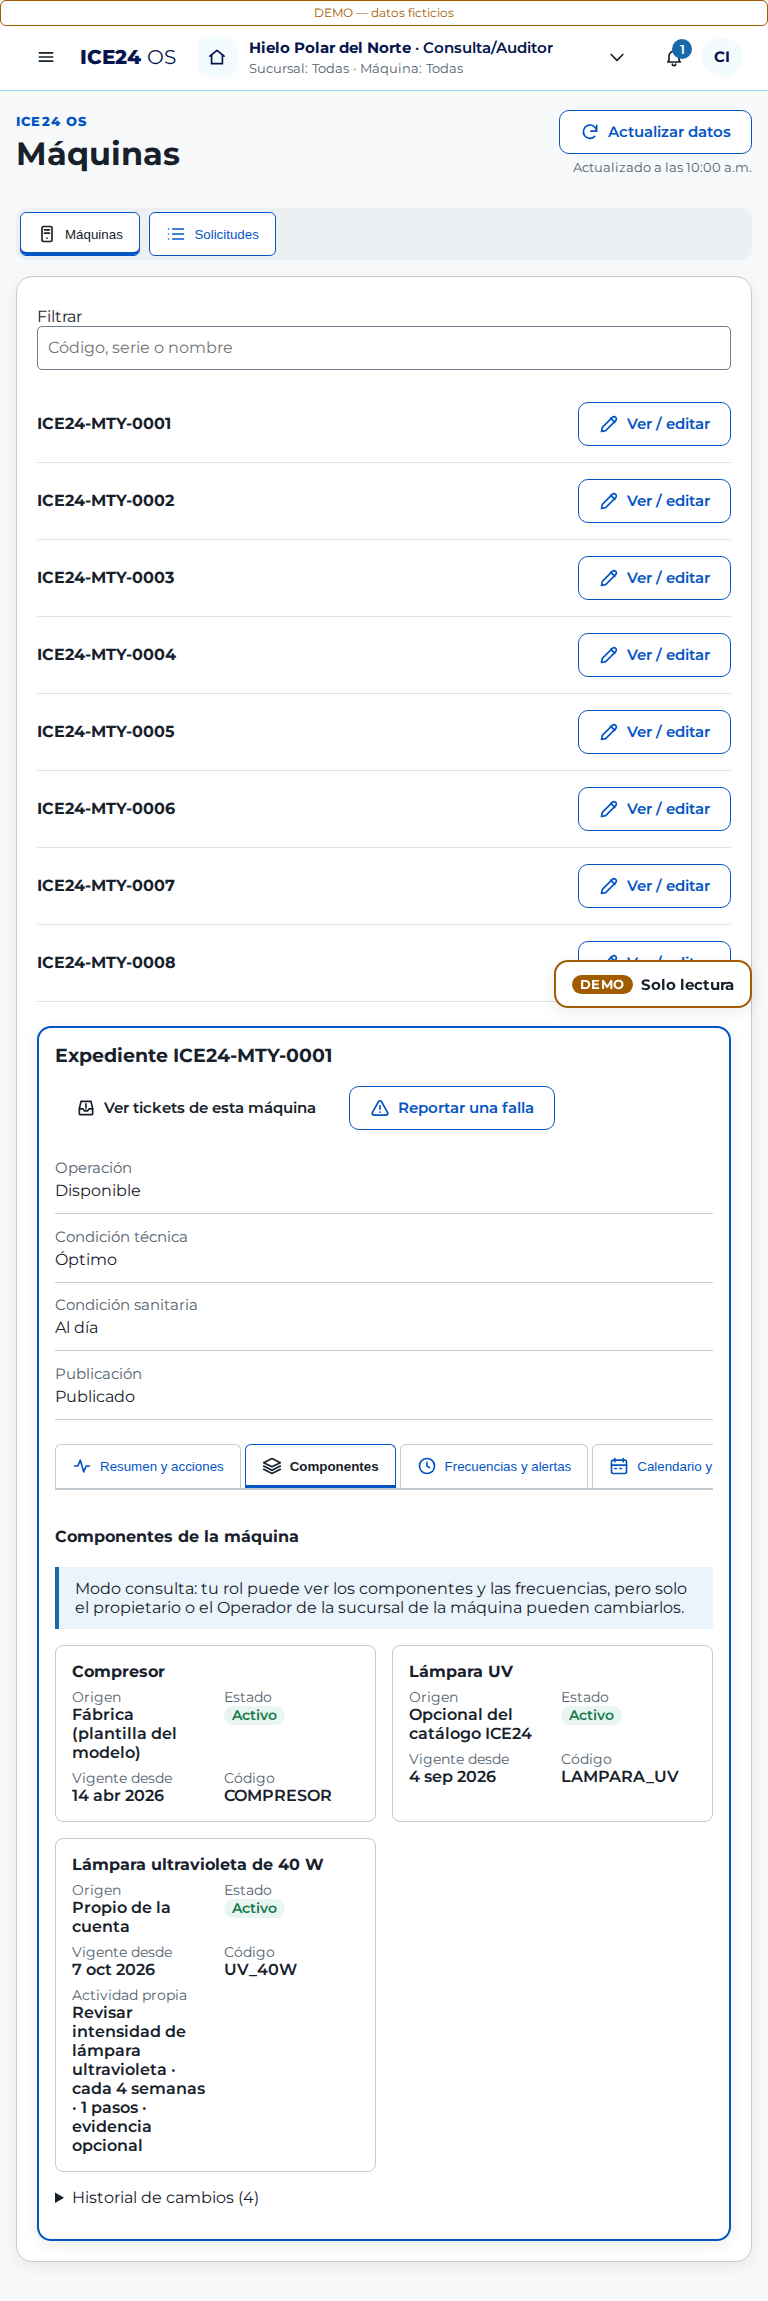 DEMO — datos ficticios
ICE24 OS
Hielo Polar del Norte · Consulta/Auditor
Sucursal: Todas · Máquina: Todas
1
CI
ICE24 OS
Máquinas
Actualizar datos
Actualizado a las 10:00 a.m.
Máquinas
Solicitudes
Filtrar
Código, serie o nombre
ICE24-MTY-0001
Ver / editar
ICE24-MTY-0002
Ver / editar
ICE24-MTY-0003
Ver / editar
ICE24-MTY-0004
Ver / editar
ICE24-MTY-0005
Ver / editar
ICE24-MTY-0006
Ver / editar
ICE24-MTY-0007
Ver / editar
ICE24-MTY-0008
DEMO Solo lectura
Expediente ICE24-MTY-0001
Ver tickets de esta máquina
Reportar una falla
Operación
Disponible
Condición técnica
Óptimo
Condición sanitaria
Al día
Publicación
Publicado
Resumen y acciones
Componentes
Frecuencias y alertas
Calendario y
Componentes de la máquina
Modo consulta: tu rol puede ver los componentes y las frecuencias, pero solo
el propietario o el Operador de la sucursal de la máquina pueden cambiarlos.
Compresor
Origen
Fábrica
(plantilla del
modelo)
Estado
Activo
Vigente desde
14 abr 2026
Código
COMPRESOR
Lámpara UV
Origen
Opcional del
catálogo ICE24
Estado
Activo
Vigente desde
4 sep 2026
Código
LAMPARA_UV
Lámpara ultravioleta de 40 W
Origen
Propio de la
cuenta
Estado
Activo
Vigente desde
7 oct 2026
Código
UV_40W
Actividad propia
Revisar
intensidad de
lámpara
ultravioleta ·
cada 4 semanas
· 1 pasos ·
evidencia
opcional
Historial de cambios (4)